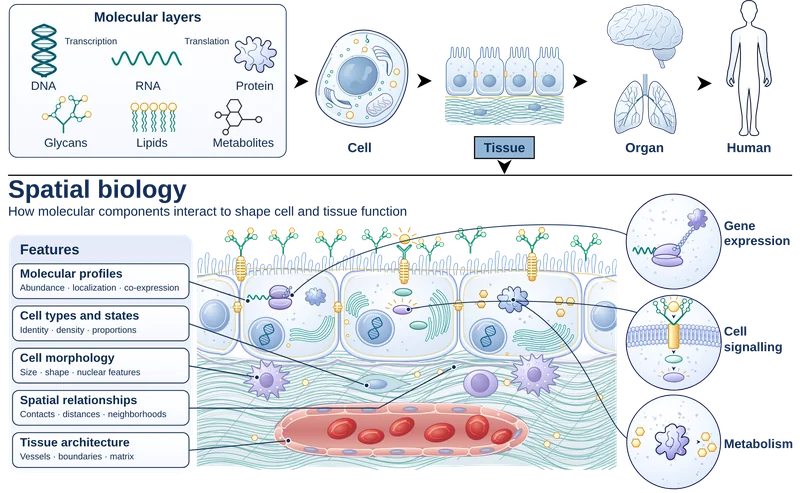 Molecular layers
Transcription
Translation
DNA
RNA
Protein
Glycans
Lipids
Metabolites
Cell
Tissue
Organ
Human
Spatial biology
How molecular components interact to shape cell and tissue function
Features
Molecular profiles
Abundance · localization · co-expression
Cell types and states
Identity · density · proportions
Cell morphology
Size · shape · nuclear features
Spatial relationships
Contacts · distances · neighborhoods
Tissue architecture
Vessels · boundaries · matrix
Gene
expression
Cell
signalling
Metabolism